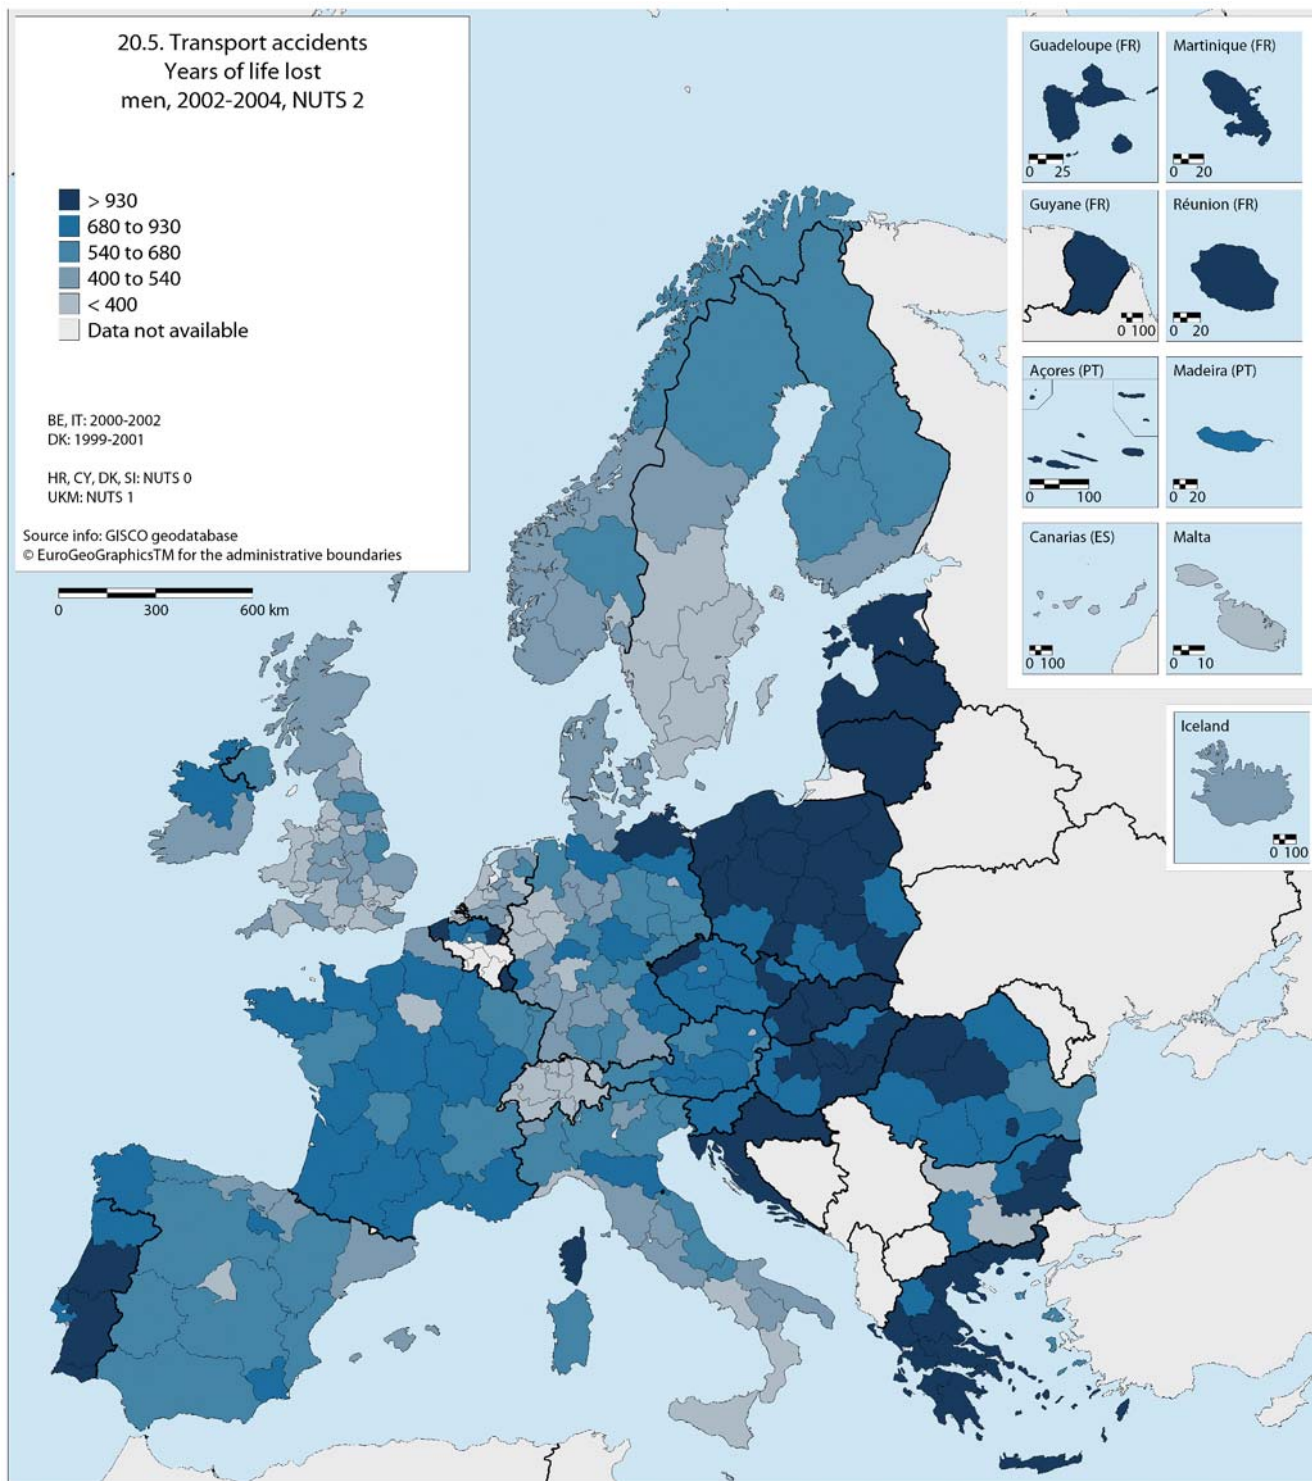 20.5. Transport accidents
Years of life lost
men, 2002-2004, NUTS 2
> 930
680 to 930
540 to 680
400 to 540
< 400
Data not available
BE, IT: 2000-2002
DK: 1999-2001
HR, CY, DK, SI: NUTS 0
UKM: NUTS 1
Source info: GISCO geodatabase
© EuroGeoGraphicsTM for the administrative boundaries
0 300 600 km
Guadeloupe (FR)
0 25
Martinique (FR)
0 20
Guyane (FR)
0 100
Réunion (FR)
0 20
Açores (PT)
0 100
Madeira (PT)
0 20
Canarias (ES)
0 100
Malta
0 10
Iceland
0 100